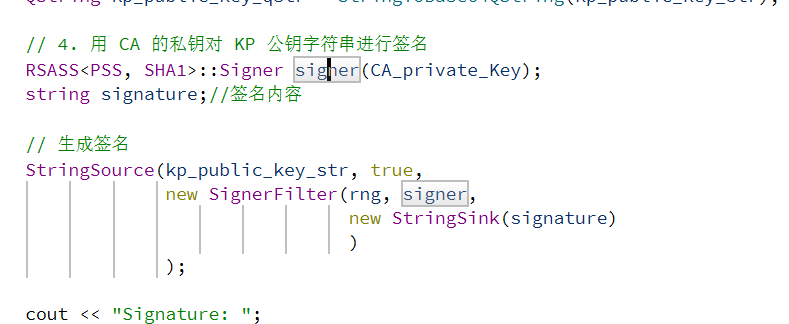 // 4. 用 CA 的私钥对 KP 公钥字符串进行签名
RSASS<PSS, SHA1>::Signer signer(CA_private_Key);
string signature;//签名内容
// 生成签名
StringSource(kp_public_key_str, true,
new SignerFilter(rng, signer,
new StringSink(signature)
)
);
cout << "Signature: ";